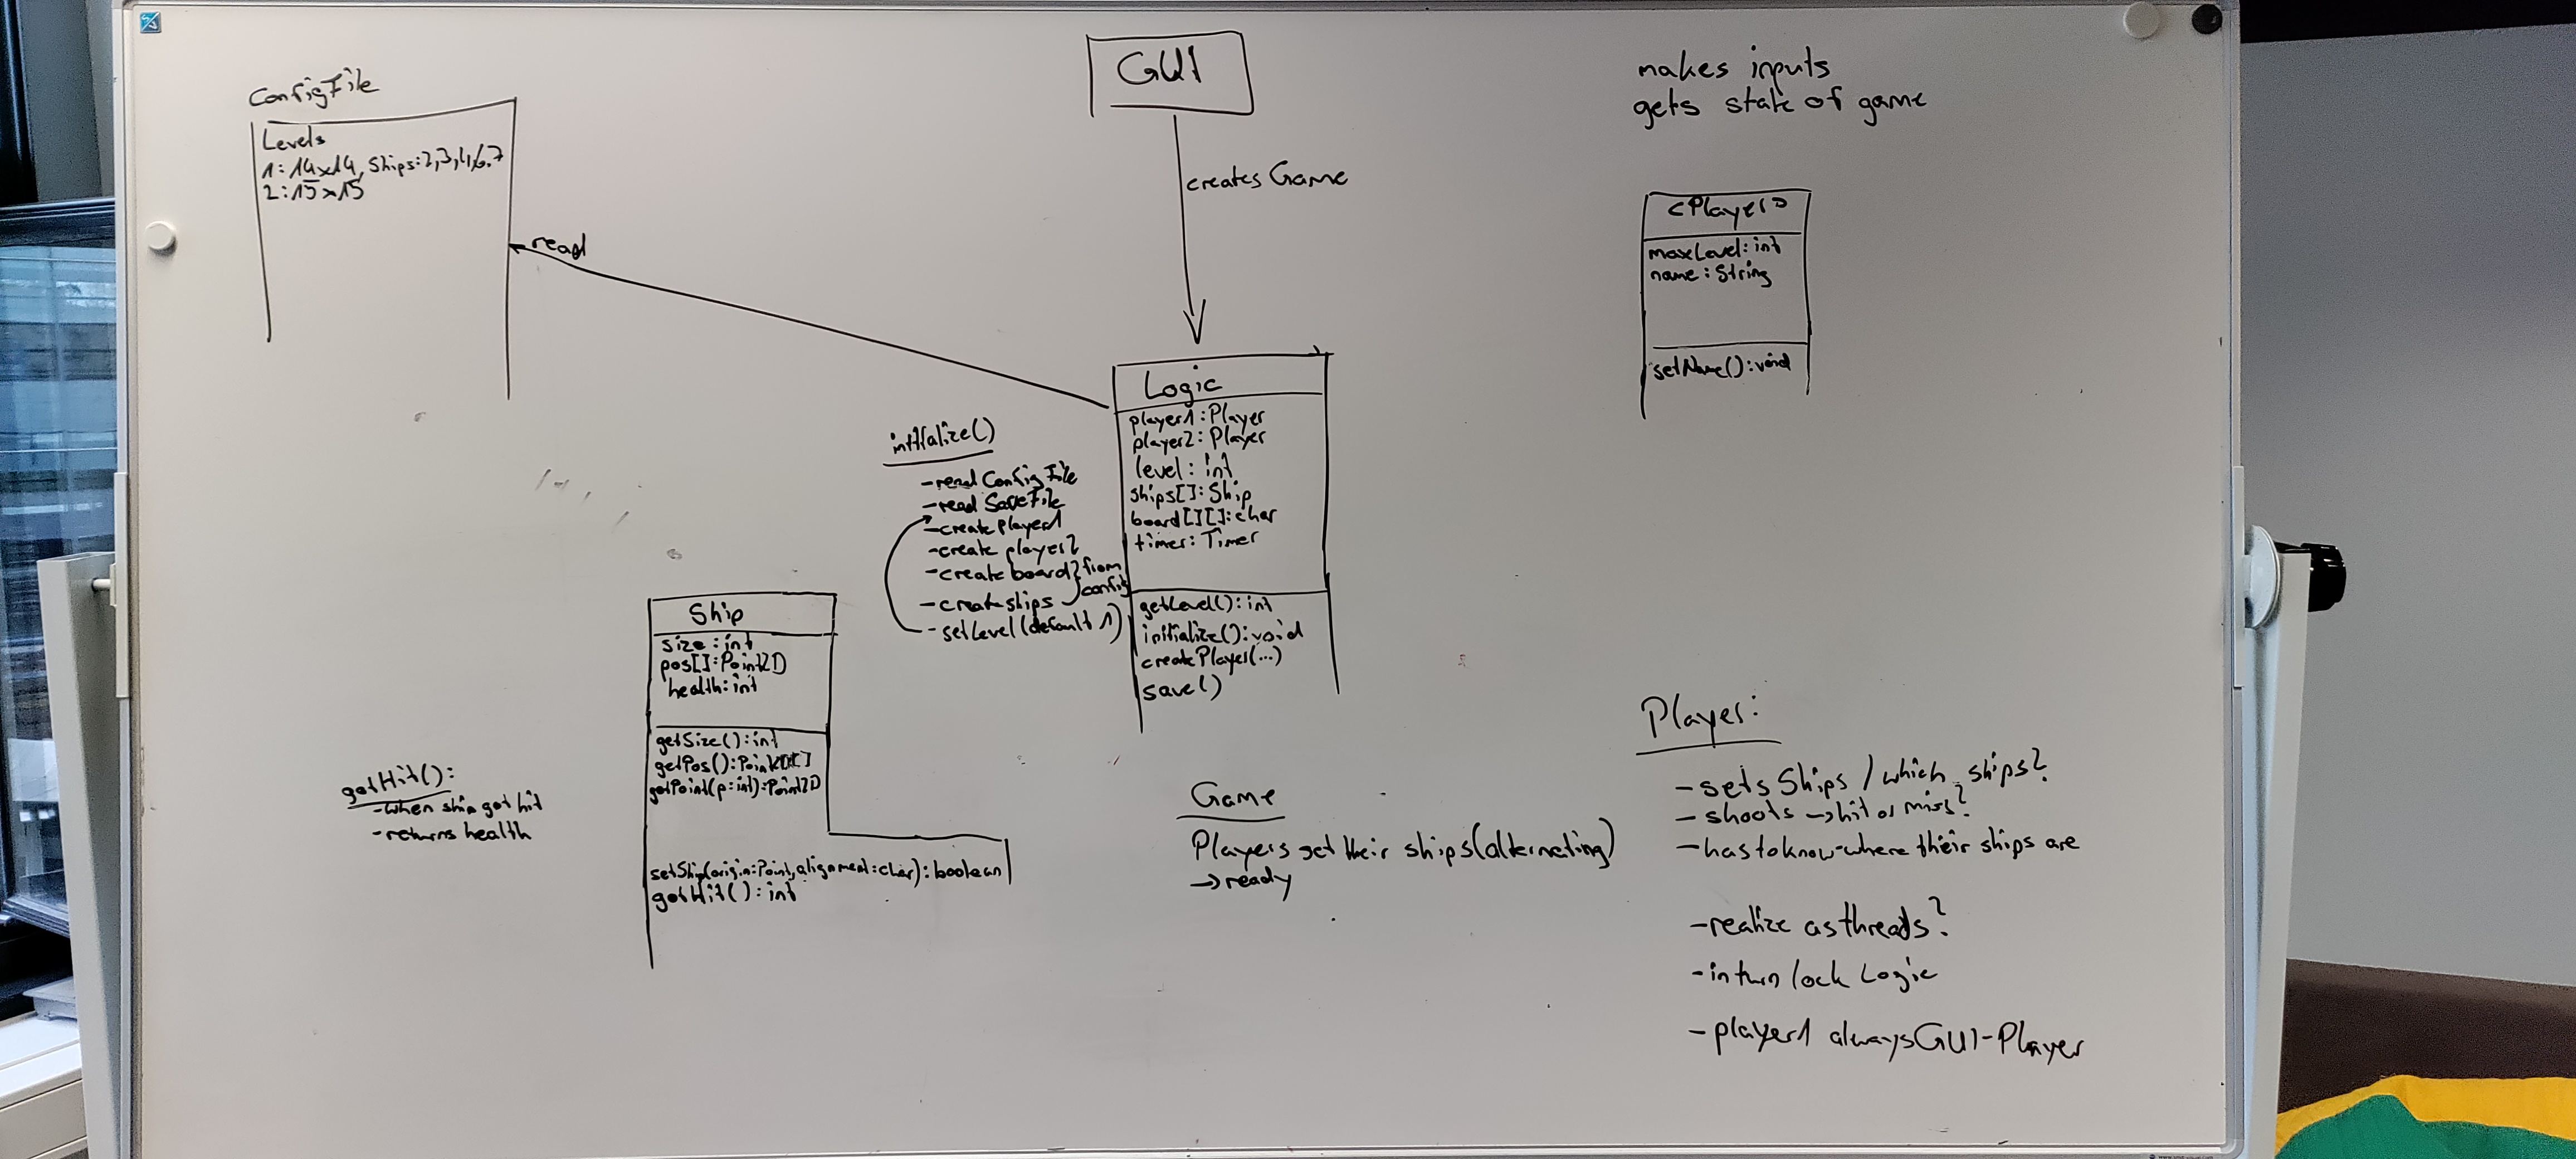 ConfigFile
Levels
1: 14x14, Ships: 2,3,4,6,7
2: 15x15
read
GUI
creates Game
makes inputs
gets state of game
<Player>
maxLevel: int
name: String
setName(): void
Logic
player1: Player
player2: Player
level: int
ships[]: Ship
board[][]: char
timer: Timer
getLevel(): int
initialize(): void
createPlayer(...)
save()
initialize()
- read ConfigFile
- read SaveFile
- create player1
- create player2
- create board } from
- create ships } config
- setLevel (default 1)
Ship
size: int
pos[]: Point2D
health: int
getSize(): int
getPos():
getPoint(p: int): Point2D
setShip(origin: Point, alignment: char): boolean
gotHit(): int
gotHit():
- when ship got hit
- returns health
Game
Players set their ships (alternating)
→ ready
Player:
- sets Ships / which ships?
- shoots → hit or miss?
- has to know where their ships are
- realize as threads?
- in turn lock Logic
- player1 always GUI-Player